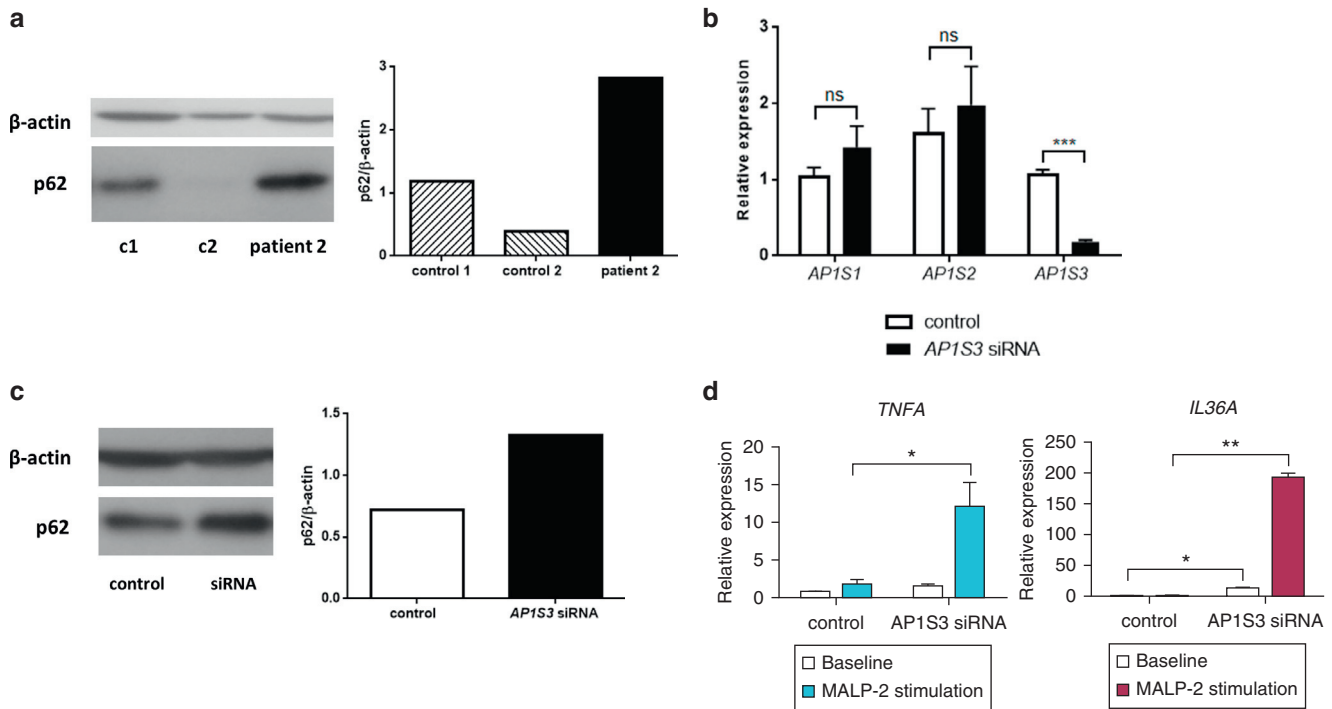 a
β-actin
p62
c1 c2 patient 2
p62/β-actin
3
2
1
0
control 1 control 2 patient 2
b
Relative expression
3
2
1
0
ns
ns
***
AP1S1 AP1S2 AP1S3
control
AP1S3 siRNA
c
β-actin
p62
control siRNA
p62/β-actin
1.5
1.0
0.5
0.0
control AP1S3 siRNA
d
TNFA
Relative expression
20
15
10
5
0
*
control AP1S3 siRNA
Baseline
MALP-2 stimulation
IL36A
Relative expression
250
200
150
100
50
0
**
*
control AP1S3 siRNA
Baseline
MALP-2 stimulation